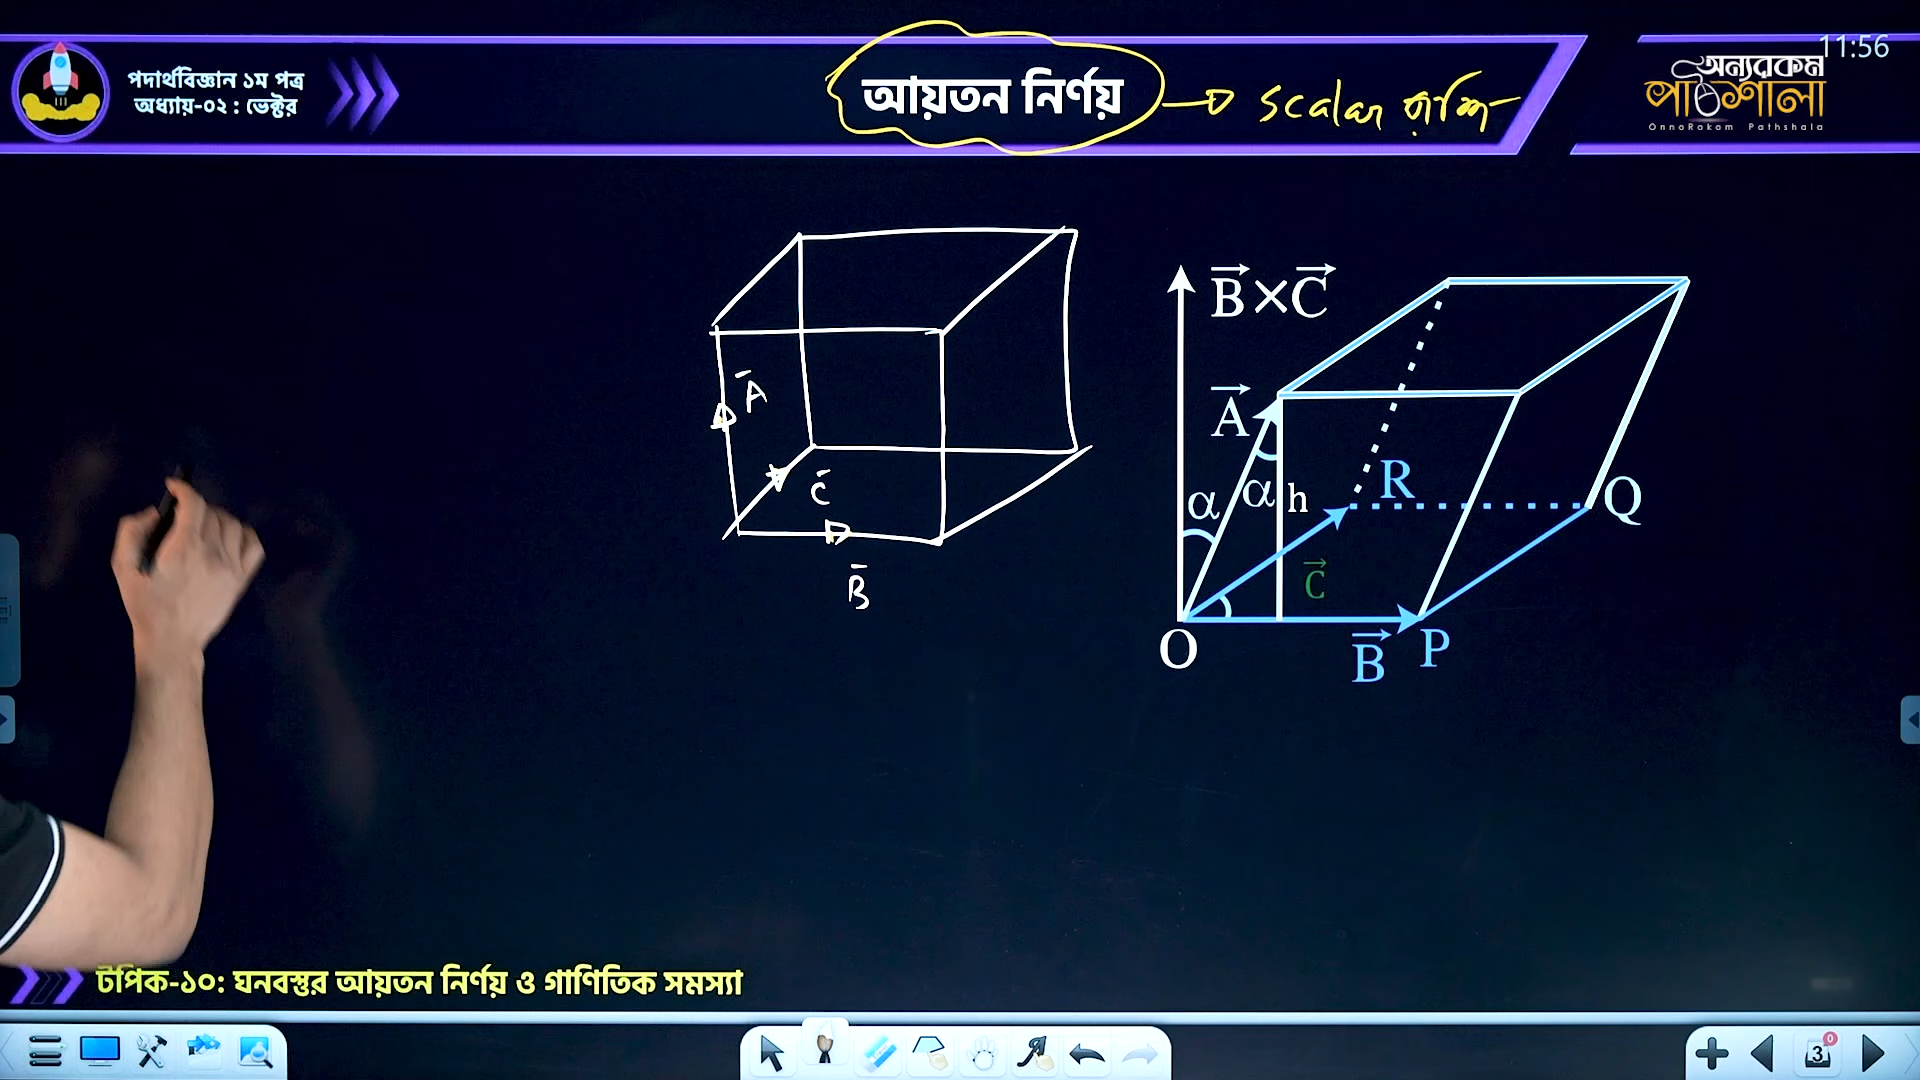 পদার্থবিজ্ঞান ১ম পত্র
অধ্যায়-০২ : ভেক্টর
আয়তন নির্ণয় → scalar রাশি
11:56
অন্যরকম
পাঠশালা
OnnoRokom Pathshala
A̅
C̅
B̅
B⃗×C⃗
A⃗
α α h
R
Q
C⃗
O
B⃗ P
টপিক-১০: ঘনবস্তুর আয়তন নির্ণয় ও গাণিতিক সমস্যা
3
0